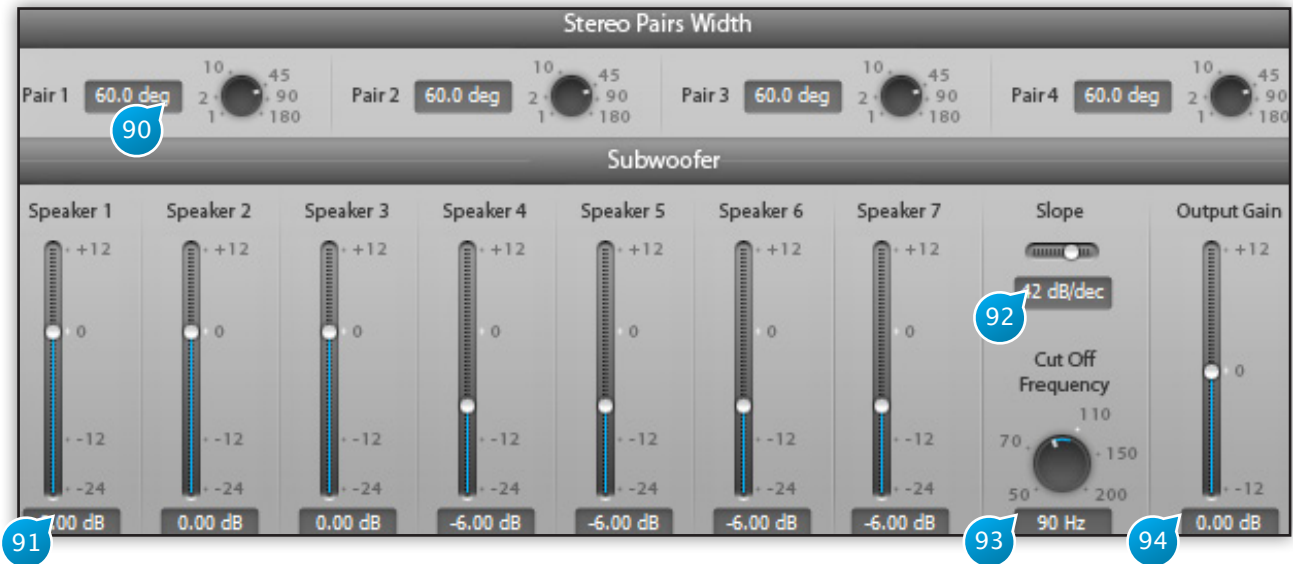 Stereo Pairs Width
Pair 1 60.0 deg 1 2 10 45 90 180
Pair 2 60.0 deg 1 2 10 45 90 180
Pair 3 60.0 deg 1 2 10 45 90 180
Pair 4 60.0 deg 1 2 10 45 90 180
90
Subwoofer
Speaker 1 Speaker 2 Speaker 3 Speaker 4 Speaker 5 Speaker 6 Speaker 7 Slope Output Gain
+12 +12 +12 +12 +12 +12 +12 +12
42 dB/dec
92
0 0 0 0 0 0 0 0
Cut Off
Frequency
110
-12 -12 -12 -12 -12 -12 -12 70 150
-24 -24 -24 -24 -24 -24 -24 50 200 -12
.00 dB 0.00 dB 0.00 dB -6.00 dB -6.00 dB -6.00 dB -6.00 dB 90 Hz 0.00 dB
91 93 94